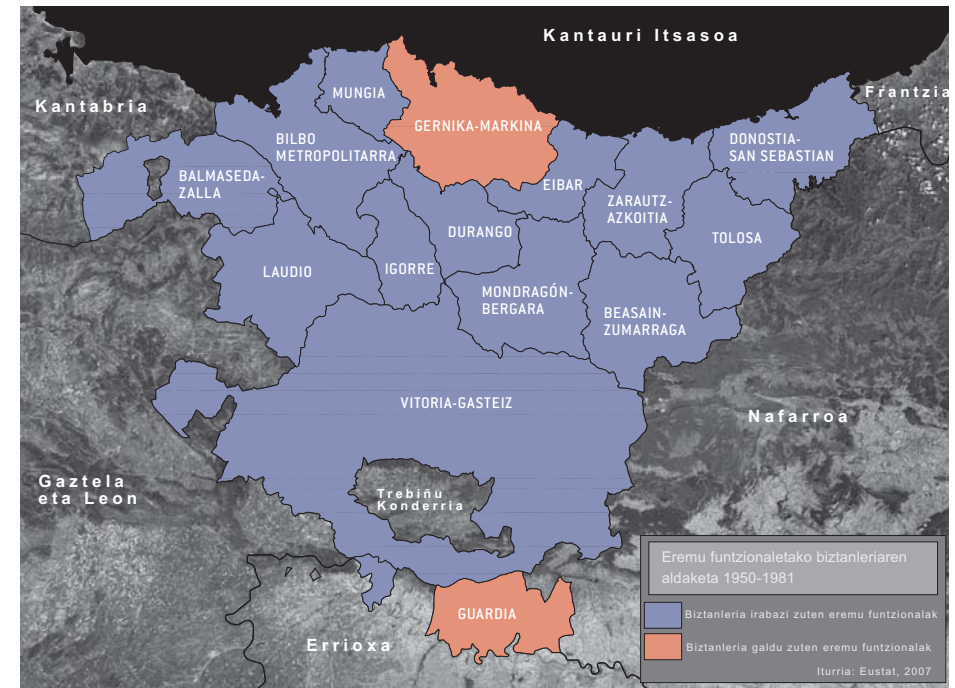 Kantauri Itsasoa
Kantabria
Frantzia
MUNGIA
GERNIKA-MARKINA
BILBO
METROPOLITARRA
DONOSTIA-
SAN SEBASTIAN
BALMASEDA-
ZALLA
EIBAR
ZARAUTZ-
AZKOITIA
DURANGO
TOLOSA
LAUDIO
IGORRE
MONDRAGÓN-
BERGARA
BEASAIN-
ZUMARRAGA
VITORIA-GASTEIZ
Nafarroa
Gaztela
eta Leon
Trebiñu
Konderria
GUARDIA
Errioxa
Eremu funtzionaletako biztanleriaren
aldaketa 1950-1981
Biztanleria irabazi zuten eremu funtzionalak
Biztanleria galdu zuten eremu funtzionalak
Iturria: Eustat, 2007